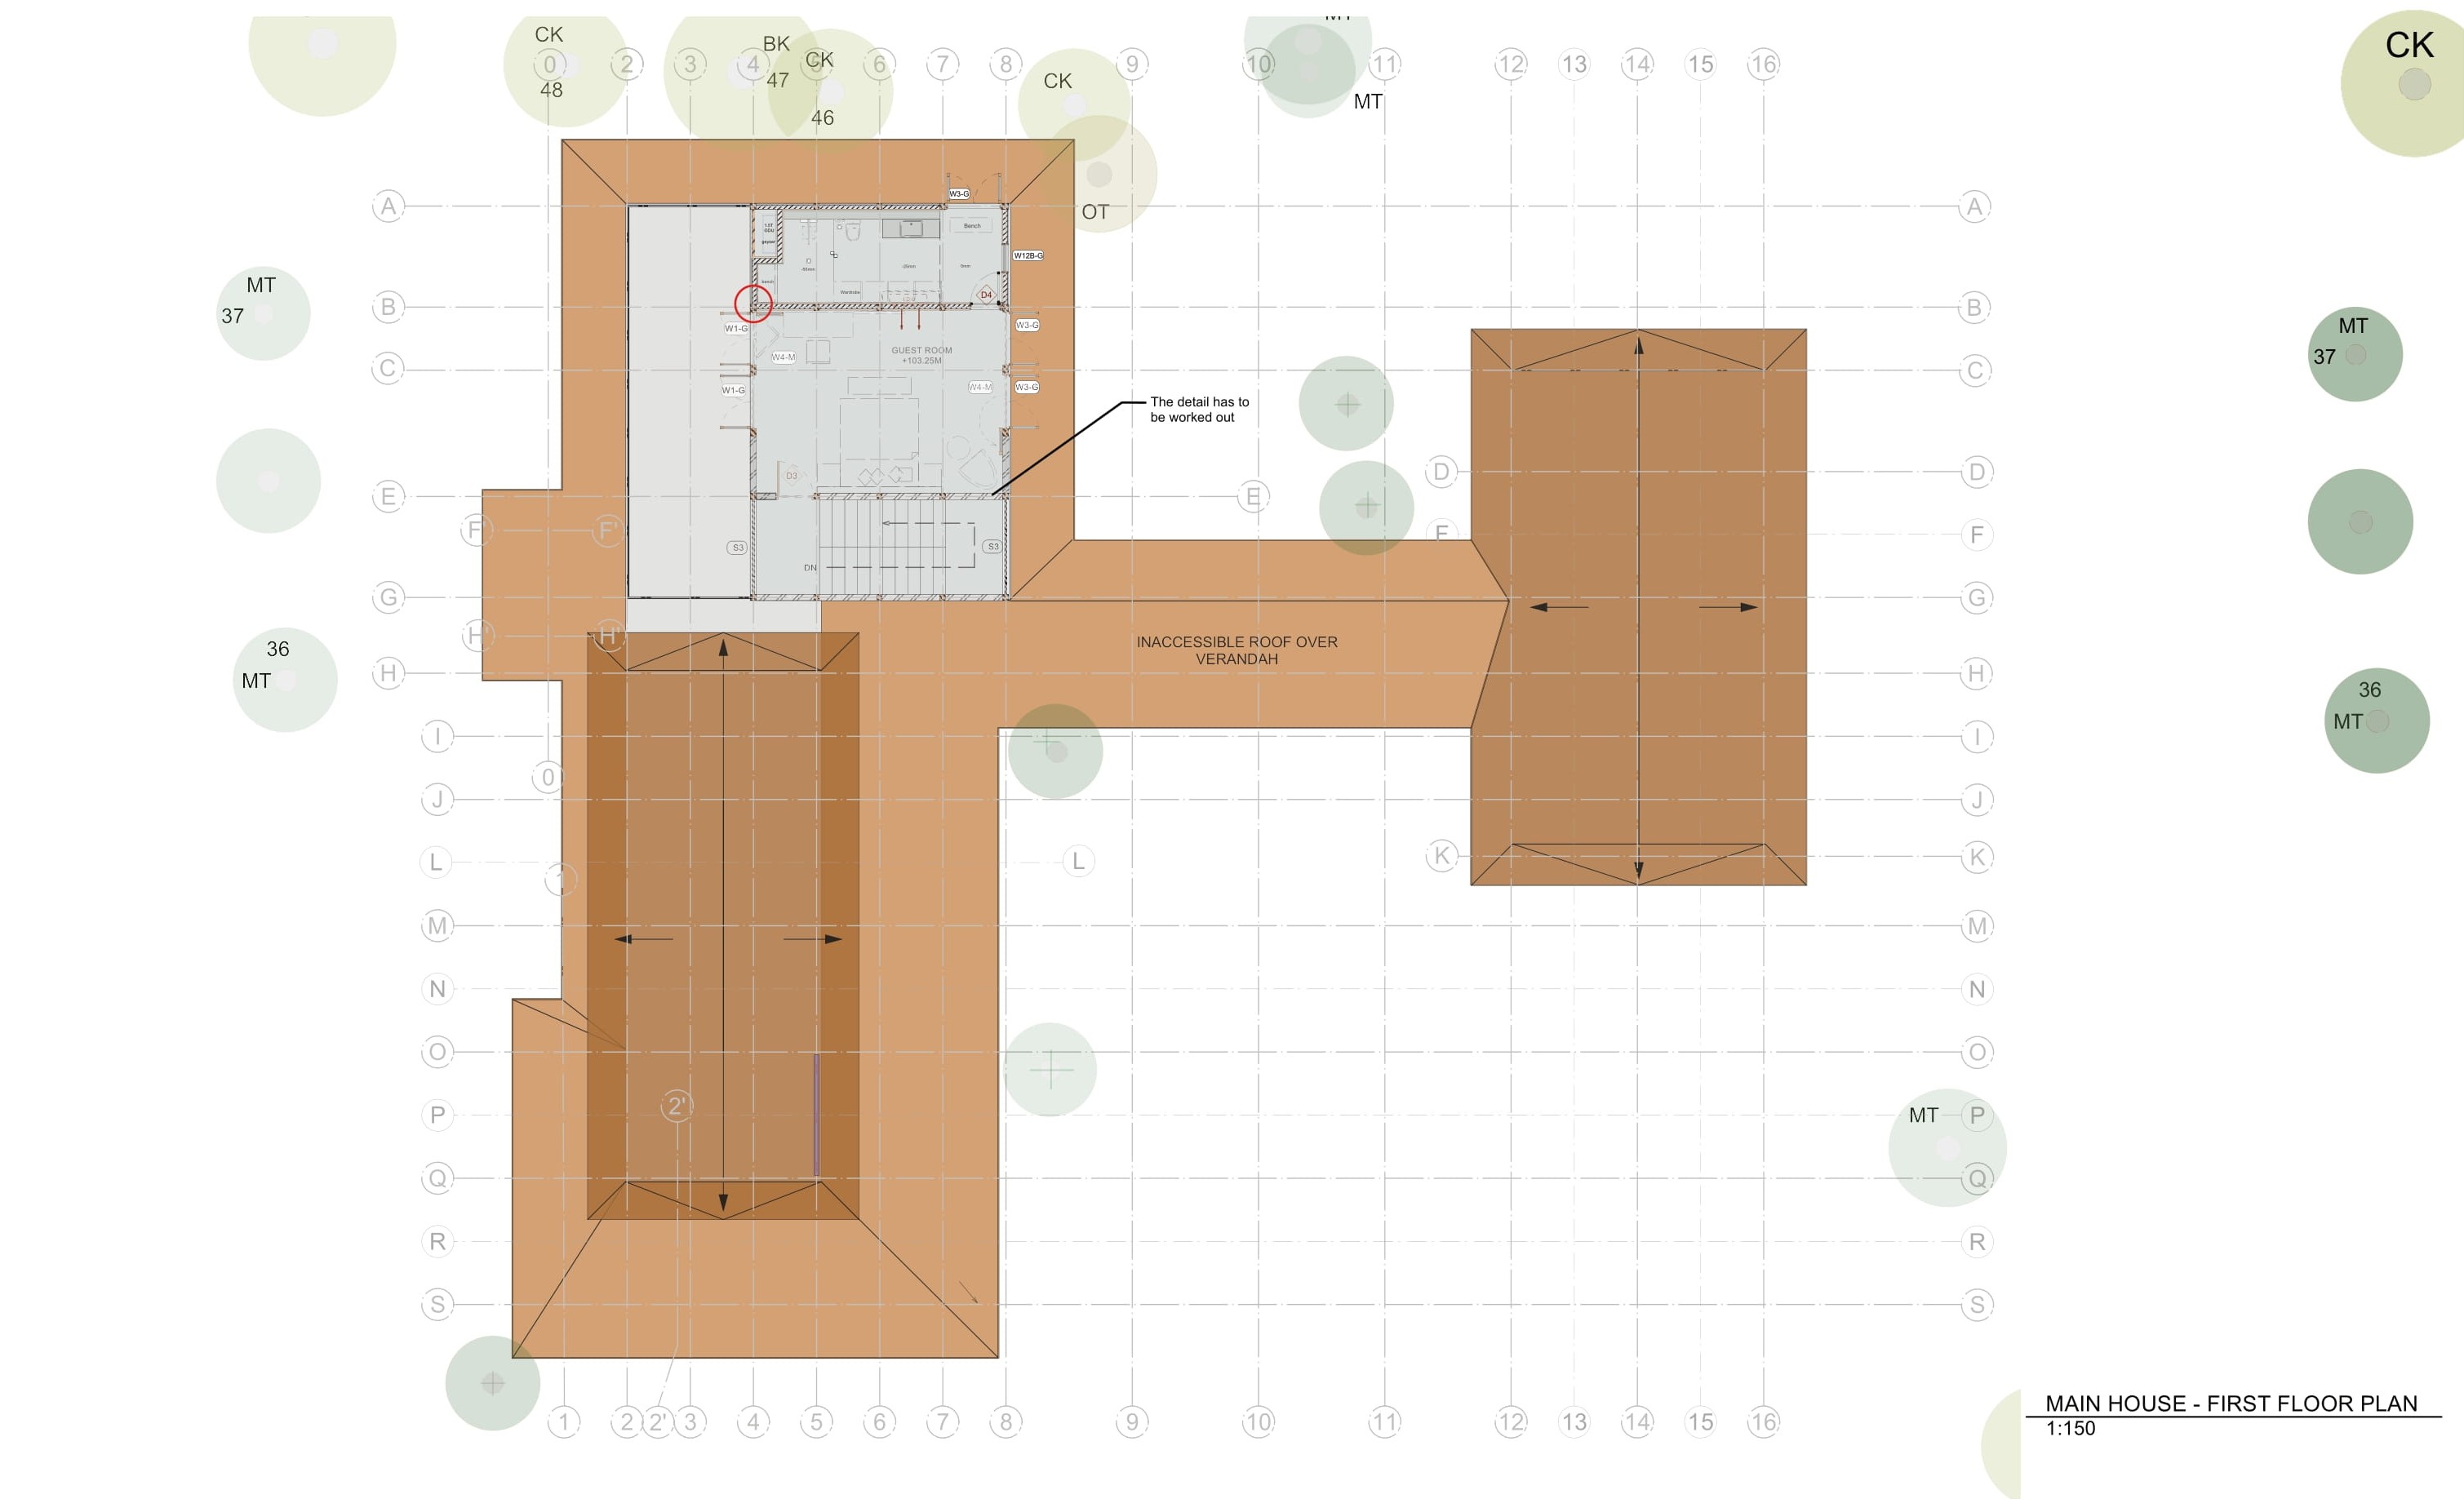 CK
48
BK
47
CK
46
CK
OT
MT
MT
CK
0 2 3 4 5 6 7 8 9 10 11 12 13 14 15 16
A A
W3-G
Bench
W12B-G
D4
Wardrobe
B B
MT
37
MT
37
W1-G
W4-M
GUEST ROOM
+103.25M
W3-G
C C C
W1-G
W4-M
W3-G
The detail has to
be worked out
D3
D D
E E
F' F' F F
S3
DN
S3
G G
H' H'
INACCESSIBLE ROOF OVER
VERANDAH
36
MT
36
MT
H H
I I
0
J J
L L
1
K K
M M
N N
O O
2'
P MT P
Q Q
R R
S S
1 2 2' 3 4 5 6 7 8 9 10 11 12 13 14 15 16
MAIN HOUSE - FIRST FLOOR PLAN
1:150